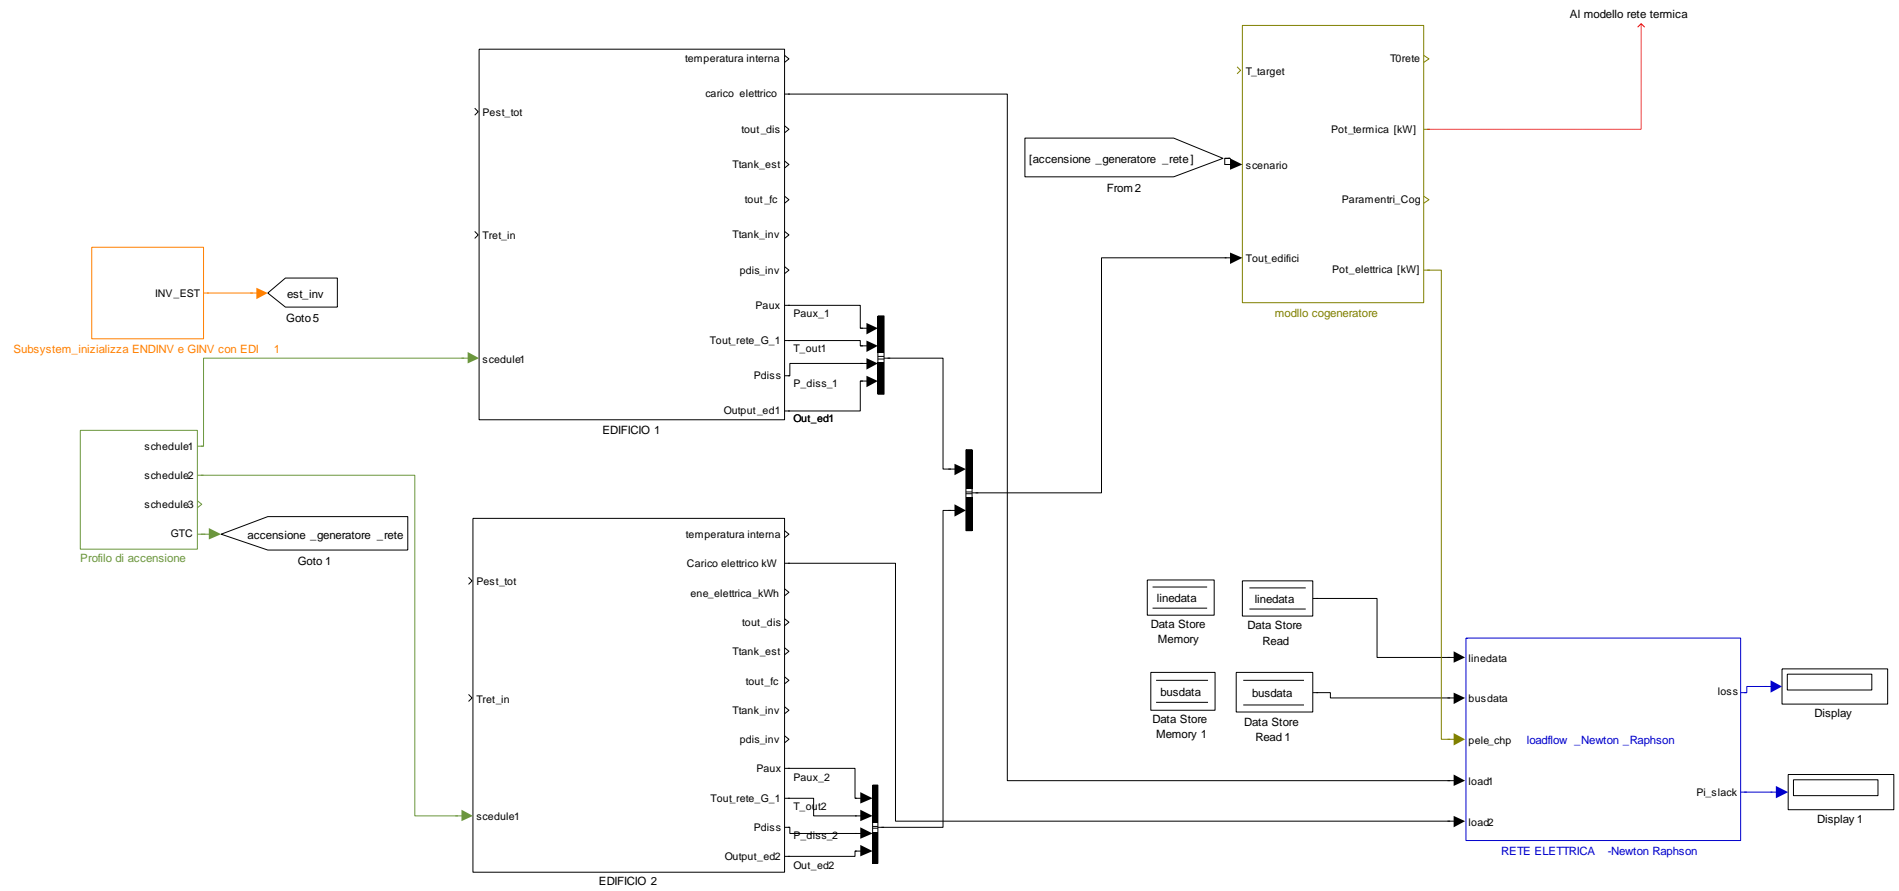 Al modello rete termica
temperatura interna
carico elettrico
tout_dis
Ttank_est
tout_fc
Ttank_inv
pdis_inv
Paux
Tout_rete_G_1
Pdiss
Output_ed1
Pest_tot
Tret_in
scedule1
EDIFICIO 1
Paux_1
T_out1
P_diss_1
Out_ed1
T_target
scenario
Tout_edifici
T0rete
Pot_termica [kW]
Paramentri_Cog
Pot_elettrica [kW]
modllo cogeneratore
[accensione _generatore _rete]
From 2
INV_EST
est_inv
Goto 5
Subsystem_inizializza ENDINV e GINV con EDI 1
schedule1
schedule2
schedule3
GTC
Profilo di accensione
accensione _generatore _rete
Goto 1
temperatura interna
Carico elettrico kW
ene_elettrica_kWh
tout_dis
Ttank_est
tout_fc
Ttank_inv
pdis_inv
Paux
Tout_rete_G_1
Pdiss
Output_ed2
Pest_tot
Tret_in
scedule1
EDIFICIO 2
Paux_2
T_out2
P_diss_2
Out_ed2
linedata
Data Store
Memory
linedata
Data Store
Read
busdata
Data Store
Memory 1
busdata
Data Store
Read 1
linedata
busdata
pele_chp
load1
load2
loadflow _Newton _Raphson
loss
Pi_slack
RETE ELETTRICA -Newton Raphson
Display
Display 1